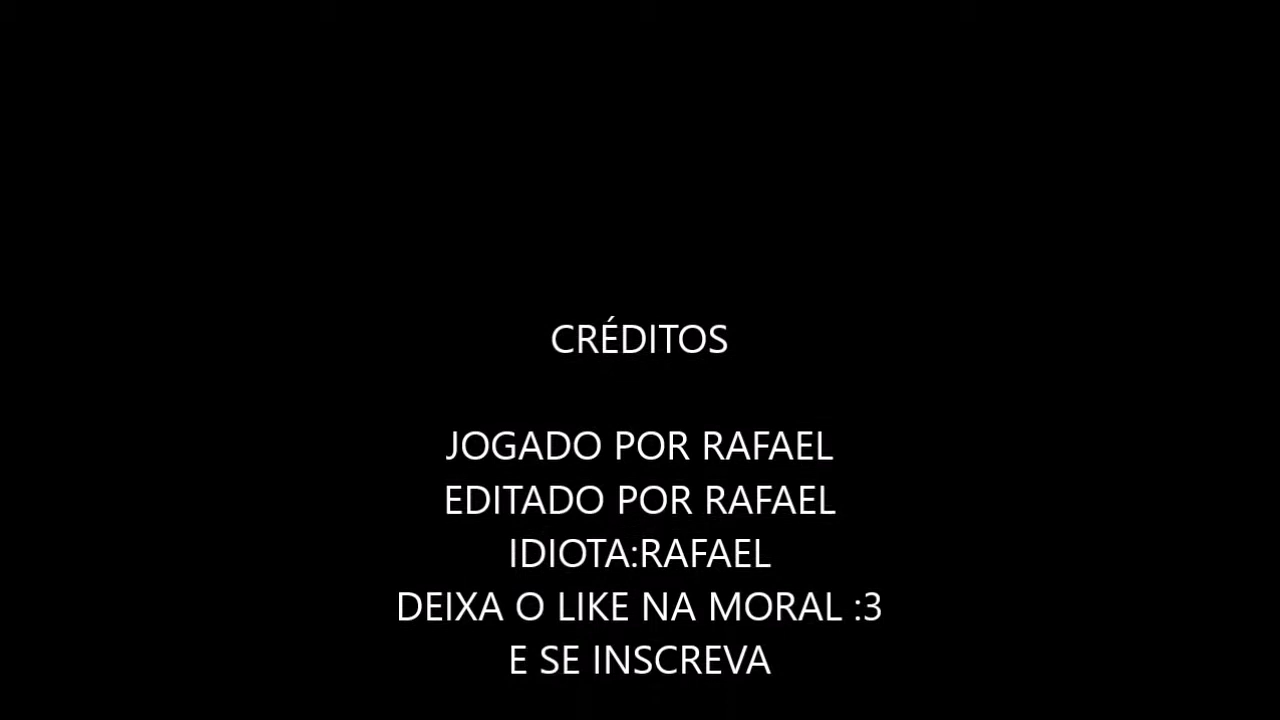 CRÉDITOS
JOGADO POR RAFAEL
EDITADO POR RAFAEL
IDIOTA:RAFAEL
DEIXA O LIKE NA MORAL :3
E SE INSCREVA